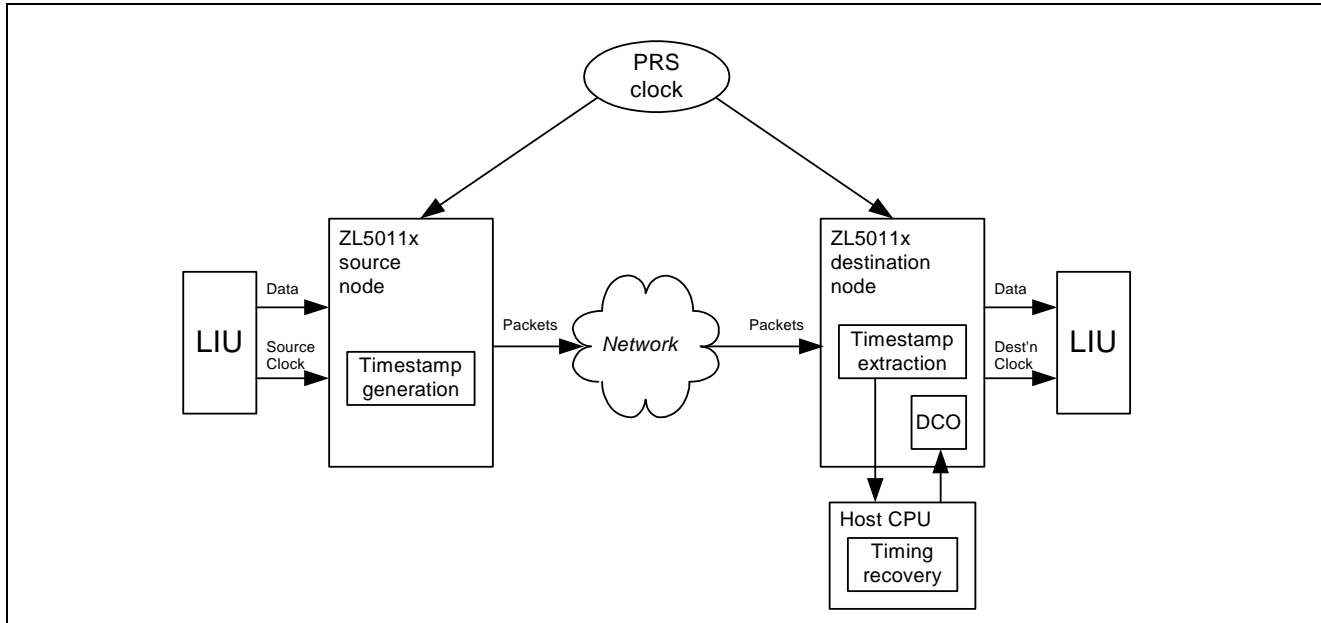 PRS
clock
ZL5011x
source
node
ZL5011x
destination
node
Data
LIU
Source
Clock
Timestamp
generation
Packets
Network
Packets
Timestamp
extraction
DCO
Data
Dest'n
Clock
LIU
Host CPU
Timing
recovery